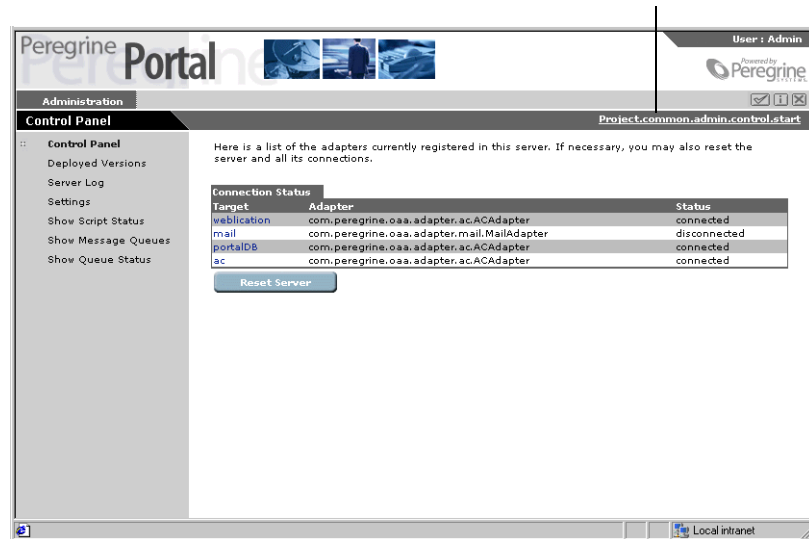 Peregrine Portal
User : Admin
Powered by
Peregrine
SYSTEMS
Administration
Control Panel
Project.common.admin.control.start
Control Panel
Deployed Versions
Server Log
Settings
Show Script Status
Show Message Queues
Show Queue Status
Here is a list of the adapters currently registered in this server. If necessary, you may also reset the
server and all its connections.
Connection Status
Target Adapter Status
weblication com.peregrine.oaa.adapter.ac.ACAdapter connected
mail com.peregrine.oaa.adapter.mail.MailAdapter disconnected
portalDB com.peregrine.oaa.adapter.ac.ACAdapter connected
ac com.peregrine.oaa.adapter.ac.ACAdapter connected
Reset Server
Local intranet